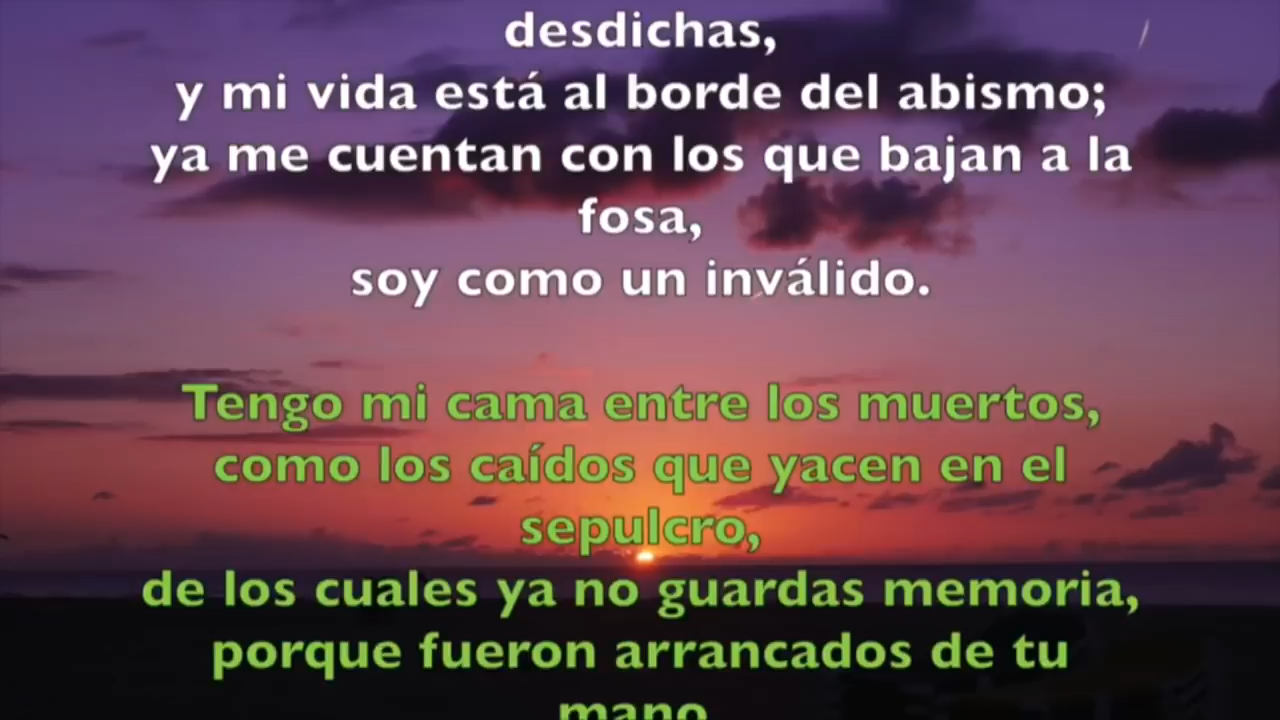 desdichas,
y mi vida está al borde del abismo;
ya me cuentan con los que bajan a la
fosa,
soy como un inválido.
Tengo mi cama entre los muertos,
como los caídos que yacen en el
sepulcro,
de los cuales ya no guardas memoria,
porque fueron arrancados de tu
mano